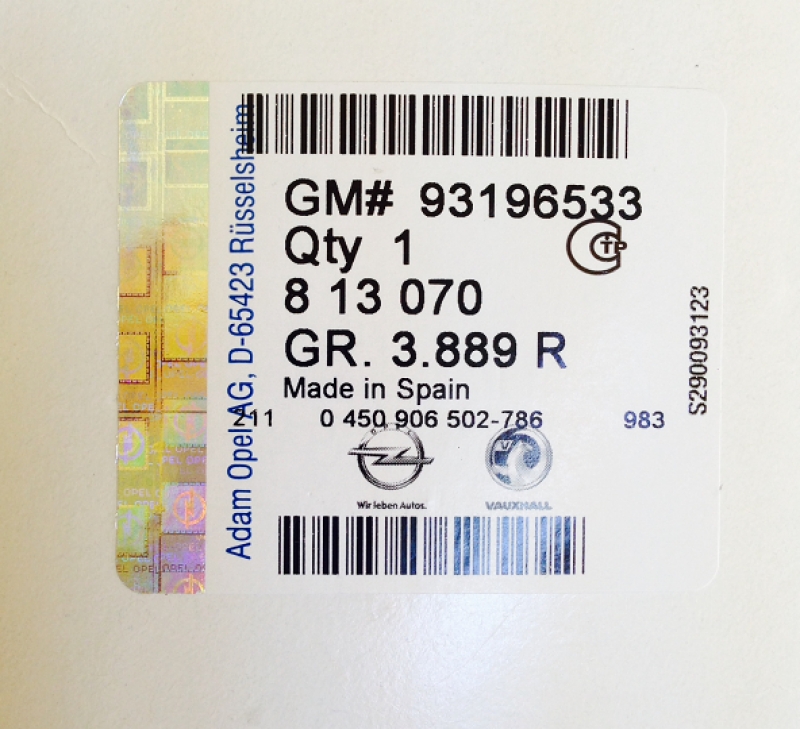 GM# 93196533
Qty 1
8 13 070
GR. 3.889 R
Made in Spain
Z11 0 450 906 502-786 983
Wir leben Autos.
VAUXHALL
Adam Opel AG, D-65423 Rüsselsheim
S290093123